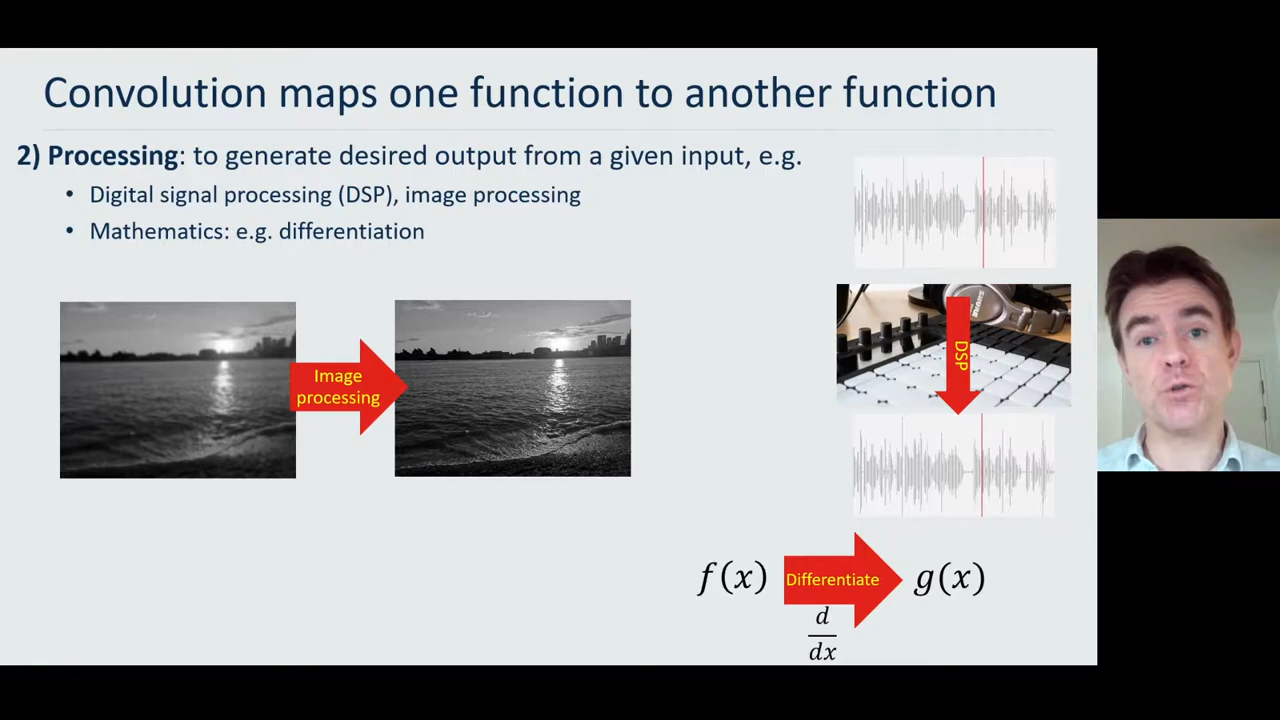 Convolution maps one function to another function
2) Processing: to generate desired output from a given input, e.g.
• Digital signal processing (DSP), image processing
• Mathematics: e.g. differentiation
Image
processing
DSP
f(x)
Differentiate
g(x)
d
dx